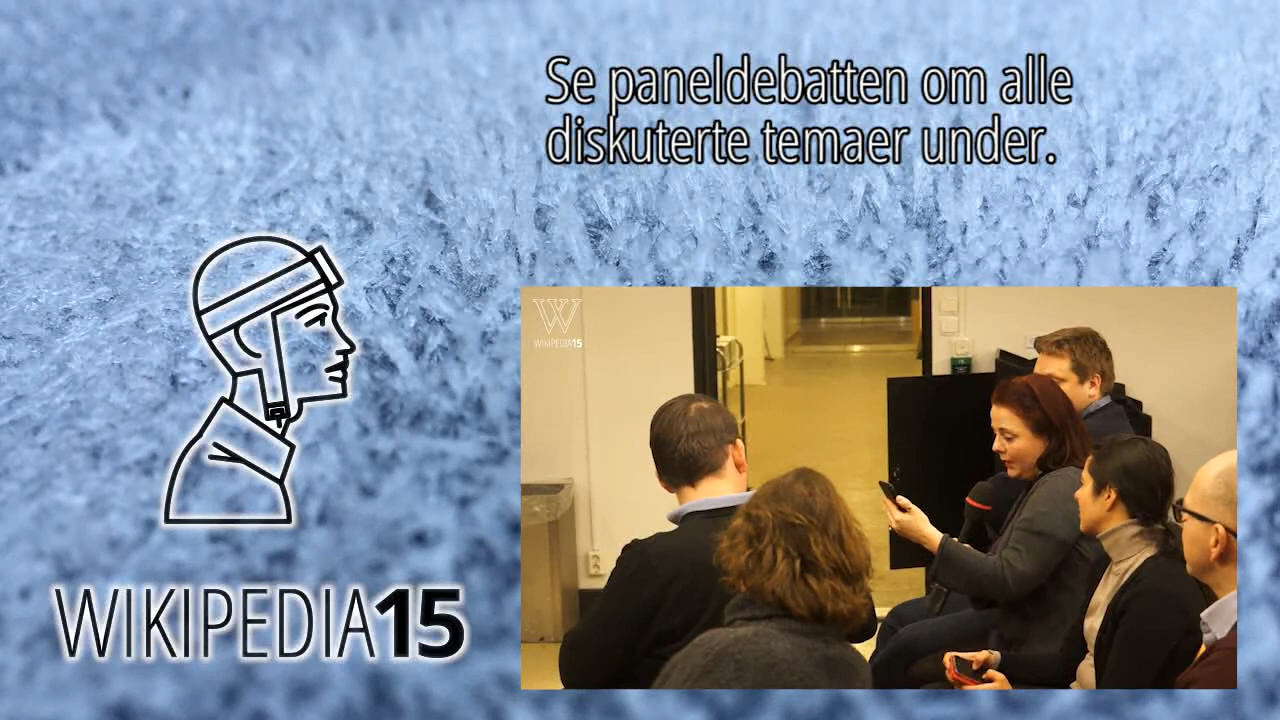 Se paneldebatten om alle
diskuterte temaer under.
W
WIKIPEDIA15
WIKIPEDIA15